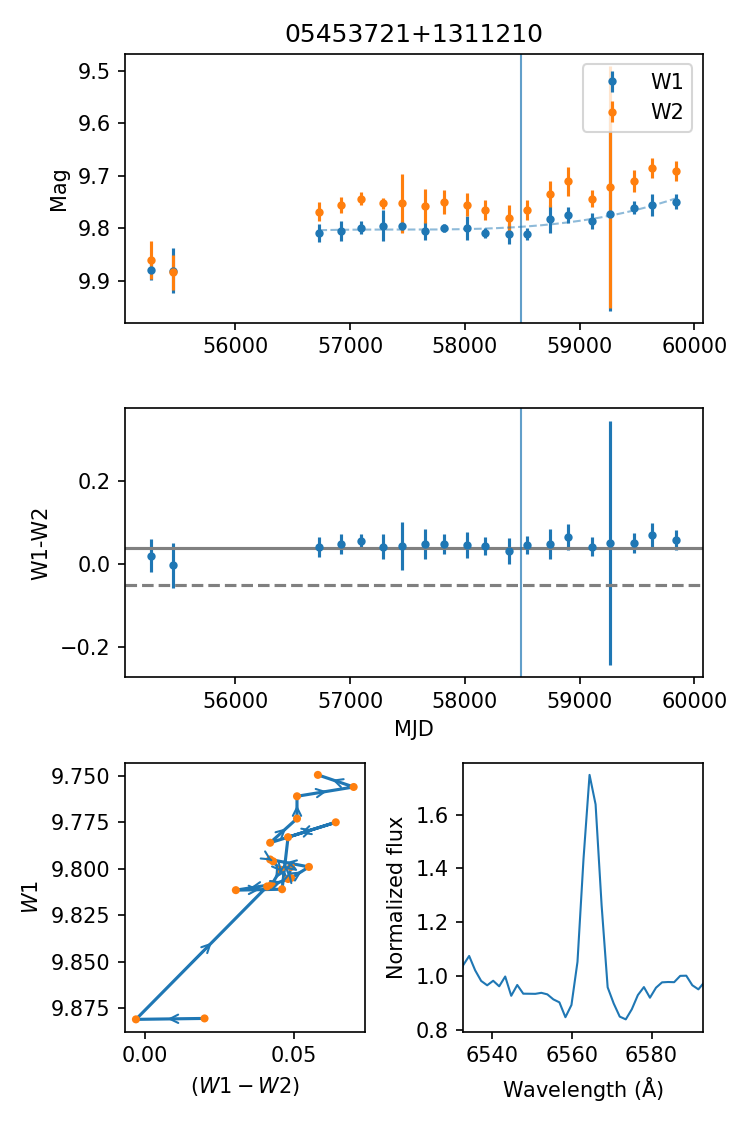 05453721+1311210
9.5
9.6
9.7
9.8
9.9
Mag
W1
W2
56000 57000 58000 59000 60000
0.2
0.0
−0.2
W1-W2
56000 57000 58000 59000 60000
MJD
9.750
9.775
9.800
9.825
9.850
9.875
W1
0.00 0.05
(W1 − W2)
1.6
1.4
1.2
1.0
0.8
Normalized flux
6540 6560 6580
Wavelength (Å)